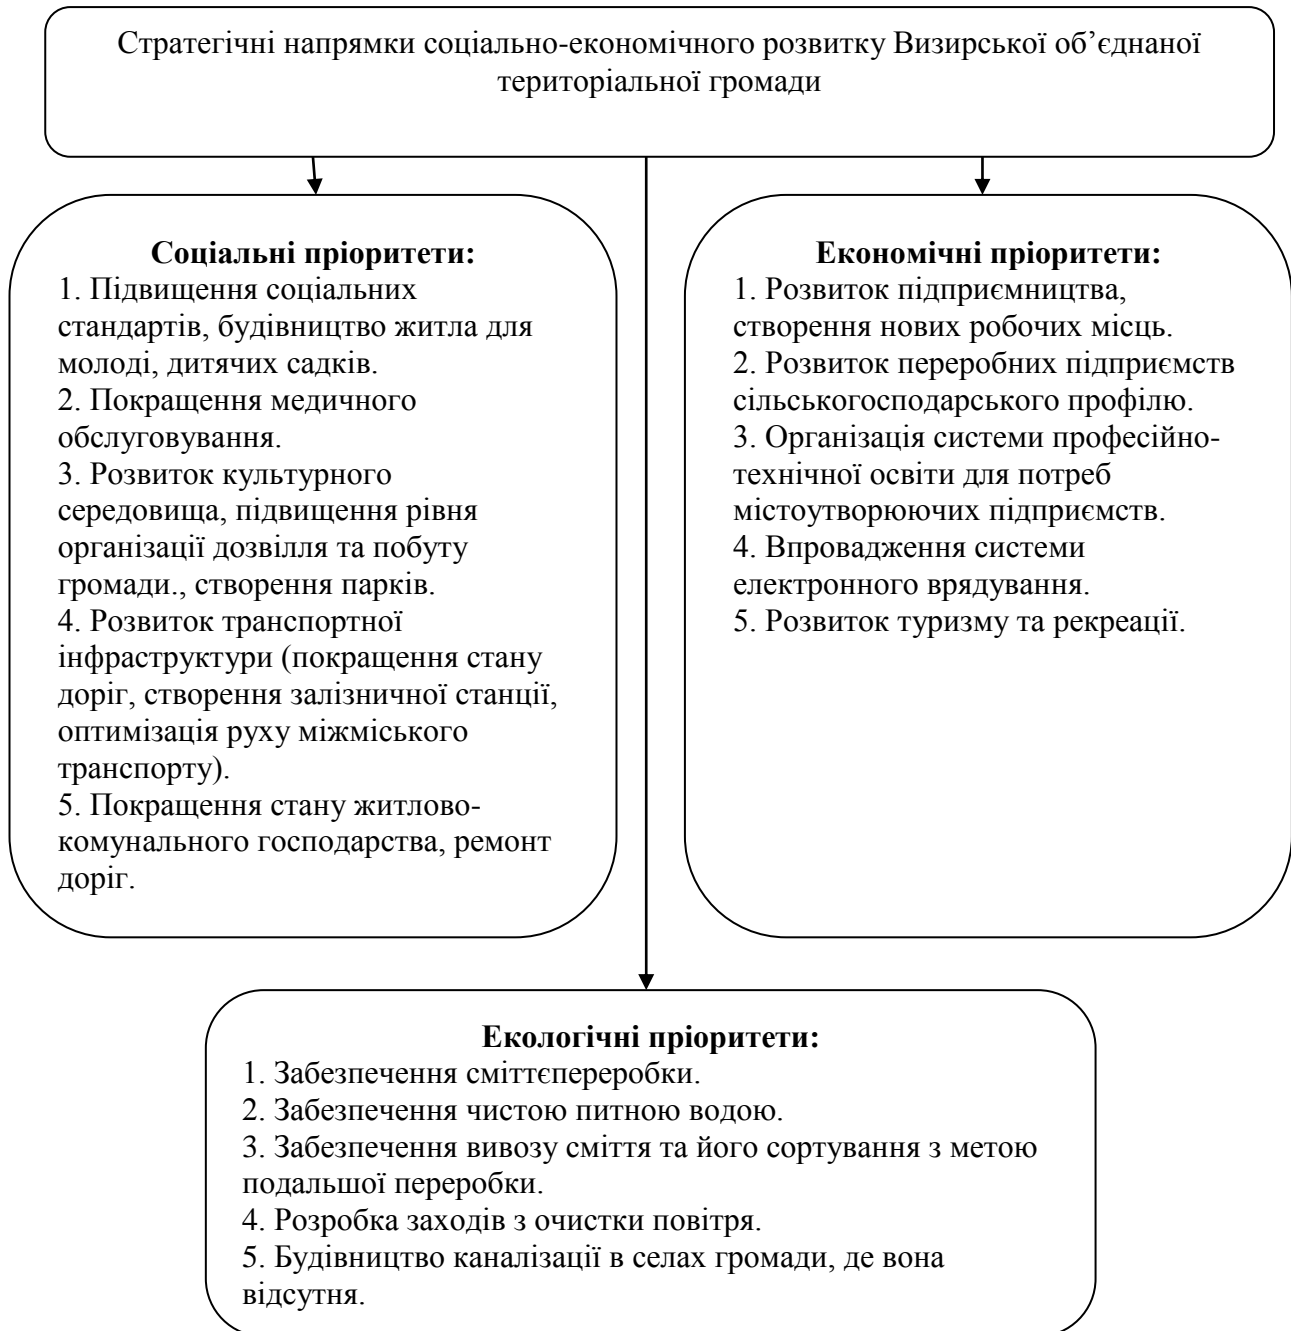 Стратегічні напрямки соціально-економічного розвитку Визирської об’єднаної
територіальної громади
Соціальні пріоритети:
1. Підвищення соціальних
стандартів, будівництво житла для
молоді, дитячих садків.
2. Покращення медичного
обслуговування.
3. Розвиток культурного
середовища, підвищення рівня
організації дозвілля та побуту
громади., створення парків.
4. Розвиток транспортної
інфраструктури (покращення стану
доріг, створення залізничної станції,
оптимізація руху міжміського
транспорту).
5. Покращення стану житлово-
комунального господарства, ремонт
доріг.
Економічні пріоритети:
1. Розвиток підприємництва,
створення нових робочих місць.
2. Розвиток переробних підприємств
сільськогосподарського профілю.
3. Організація системи професійно-
технічної освіти для потреб
містоутворюючих підприємств.
4. Впровадження системи
електронного врядування.
5. Розвиток туризму та рекреації.
Екологічні пріоритети:
1. Забезпечення сміттєпереробки.
2. Забезпечення чистою питною водою.
3. Забезпечення вивозу сміття та його сортування з метою
подальшої переробки.
4. Розробка заходів з очистки повітря.
5. Будівництво каналізації в селах громади, де вона
відсутня.